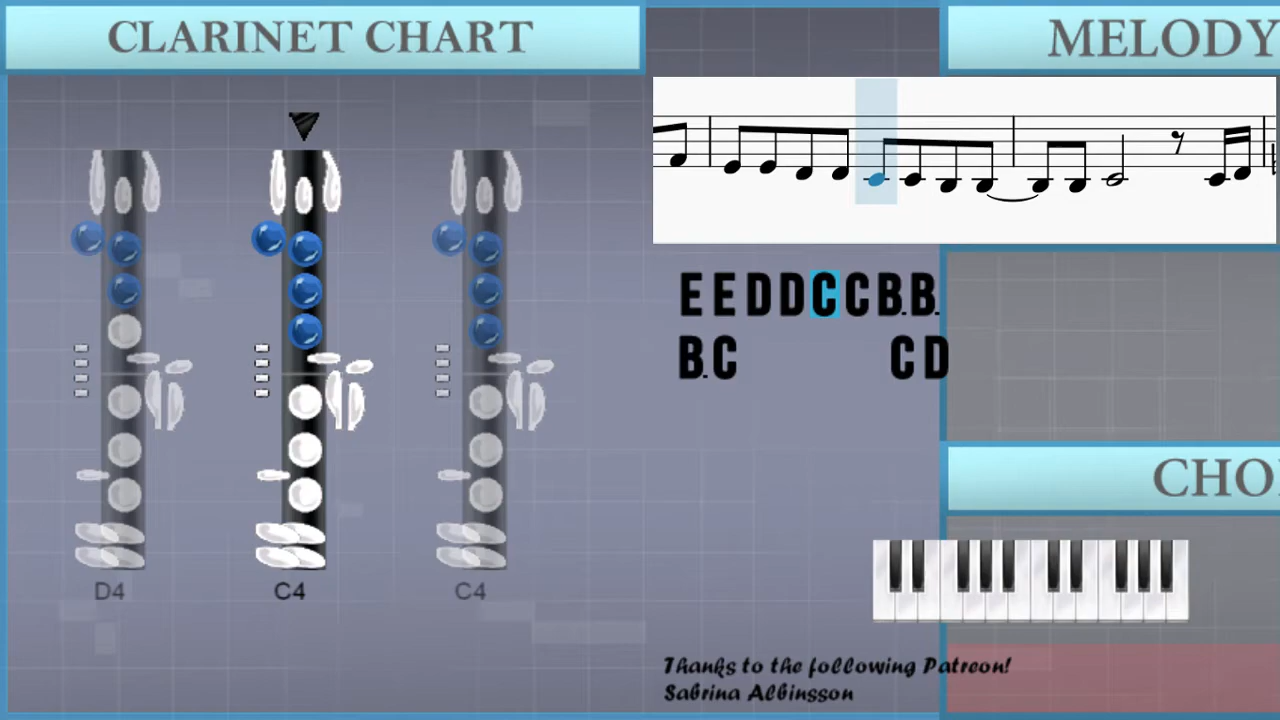 CLARINET CHART
MELODY
E E D D C C B. B.
B. C C D
D4
C4
C4
CHO
Thanks to the following Patreon!
Sabrina Albinsson